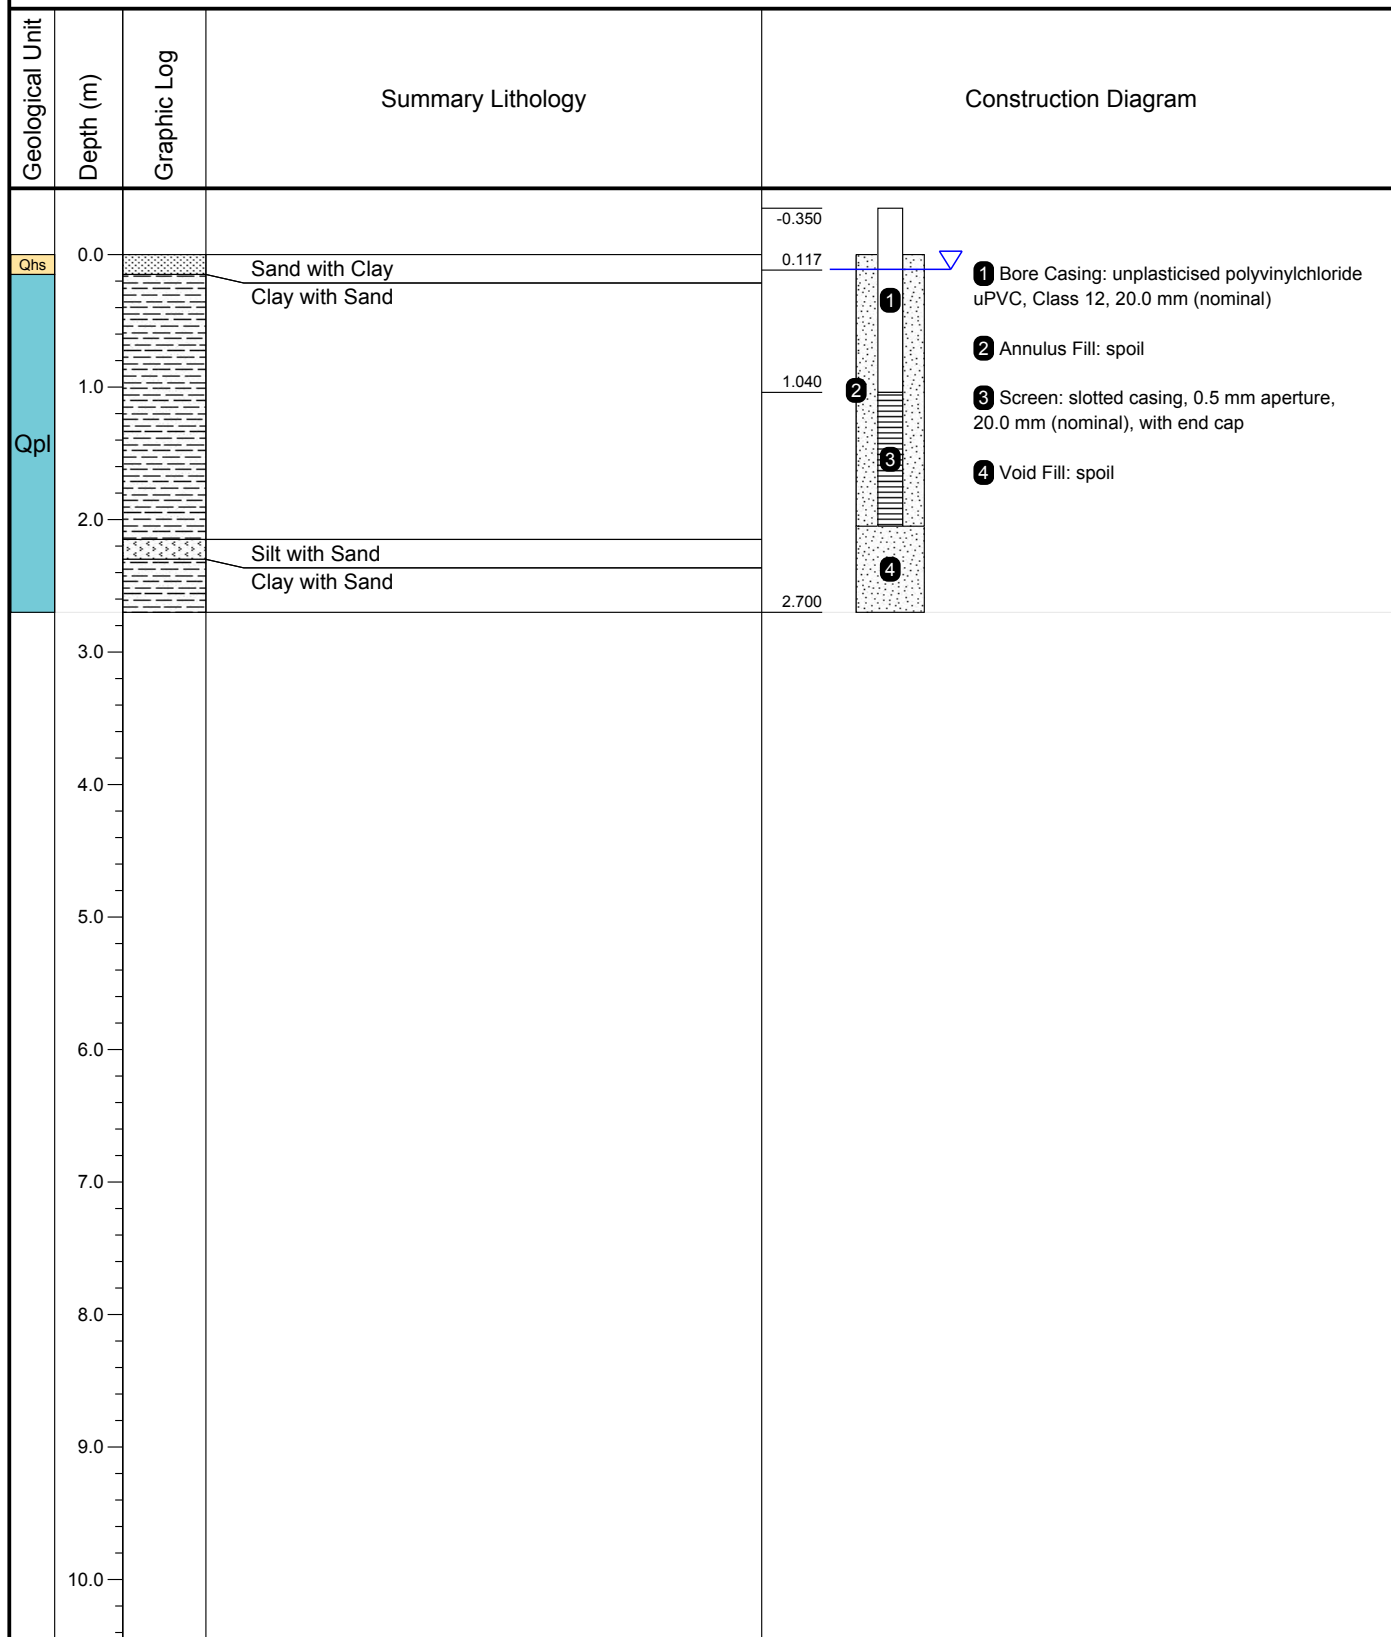 Geological Unit
Depth (m)
Graphic Log
Summary Lithology
Construction Diagram
-0.350
0.0
Qhs
Sand with Clay
0.117
1 Bore Casing: unplasticised polyvinylchloride
uPVC, Class 12, 20.0 mm (nominal)
Clay with Sand
1
2 Annulus Fill: spoil
1.0
1.040
2
3 Screen: slotted casing, 0.5 mm aperture,
20.0 mm (nominal), with end cap
Qpl
3
4 Void Fill: spoil
2.0
Silt with Sand
4
Clay with Sand
2.700
3.0
4.0
5.0
6.0
7.0
8.0
9.0
10.0